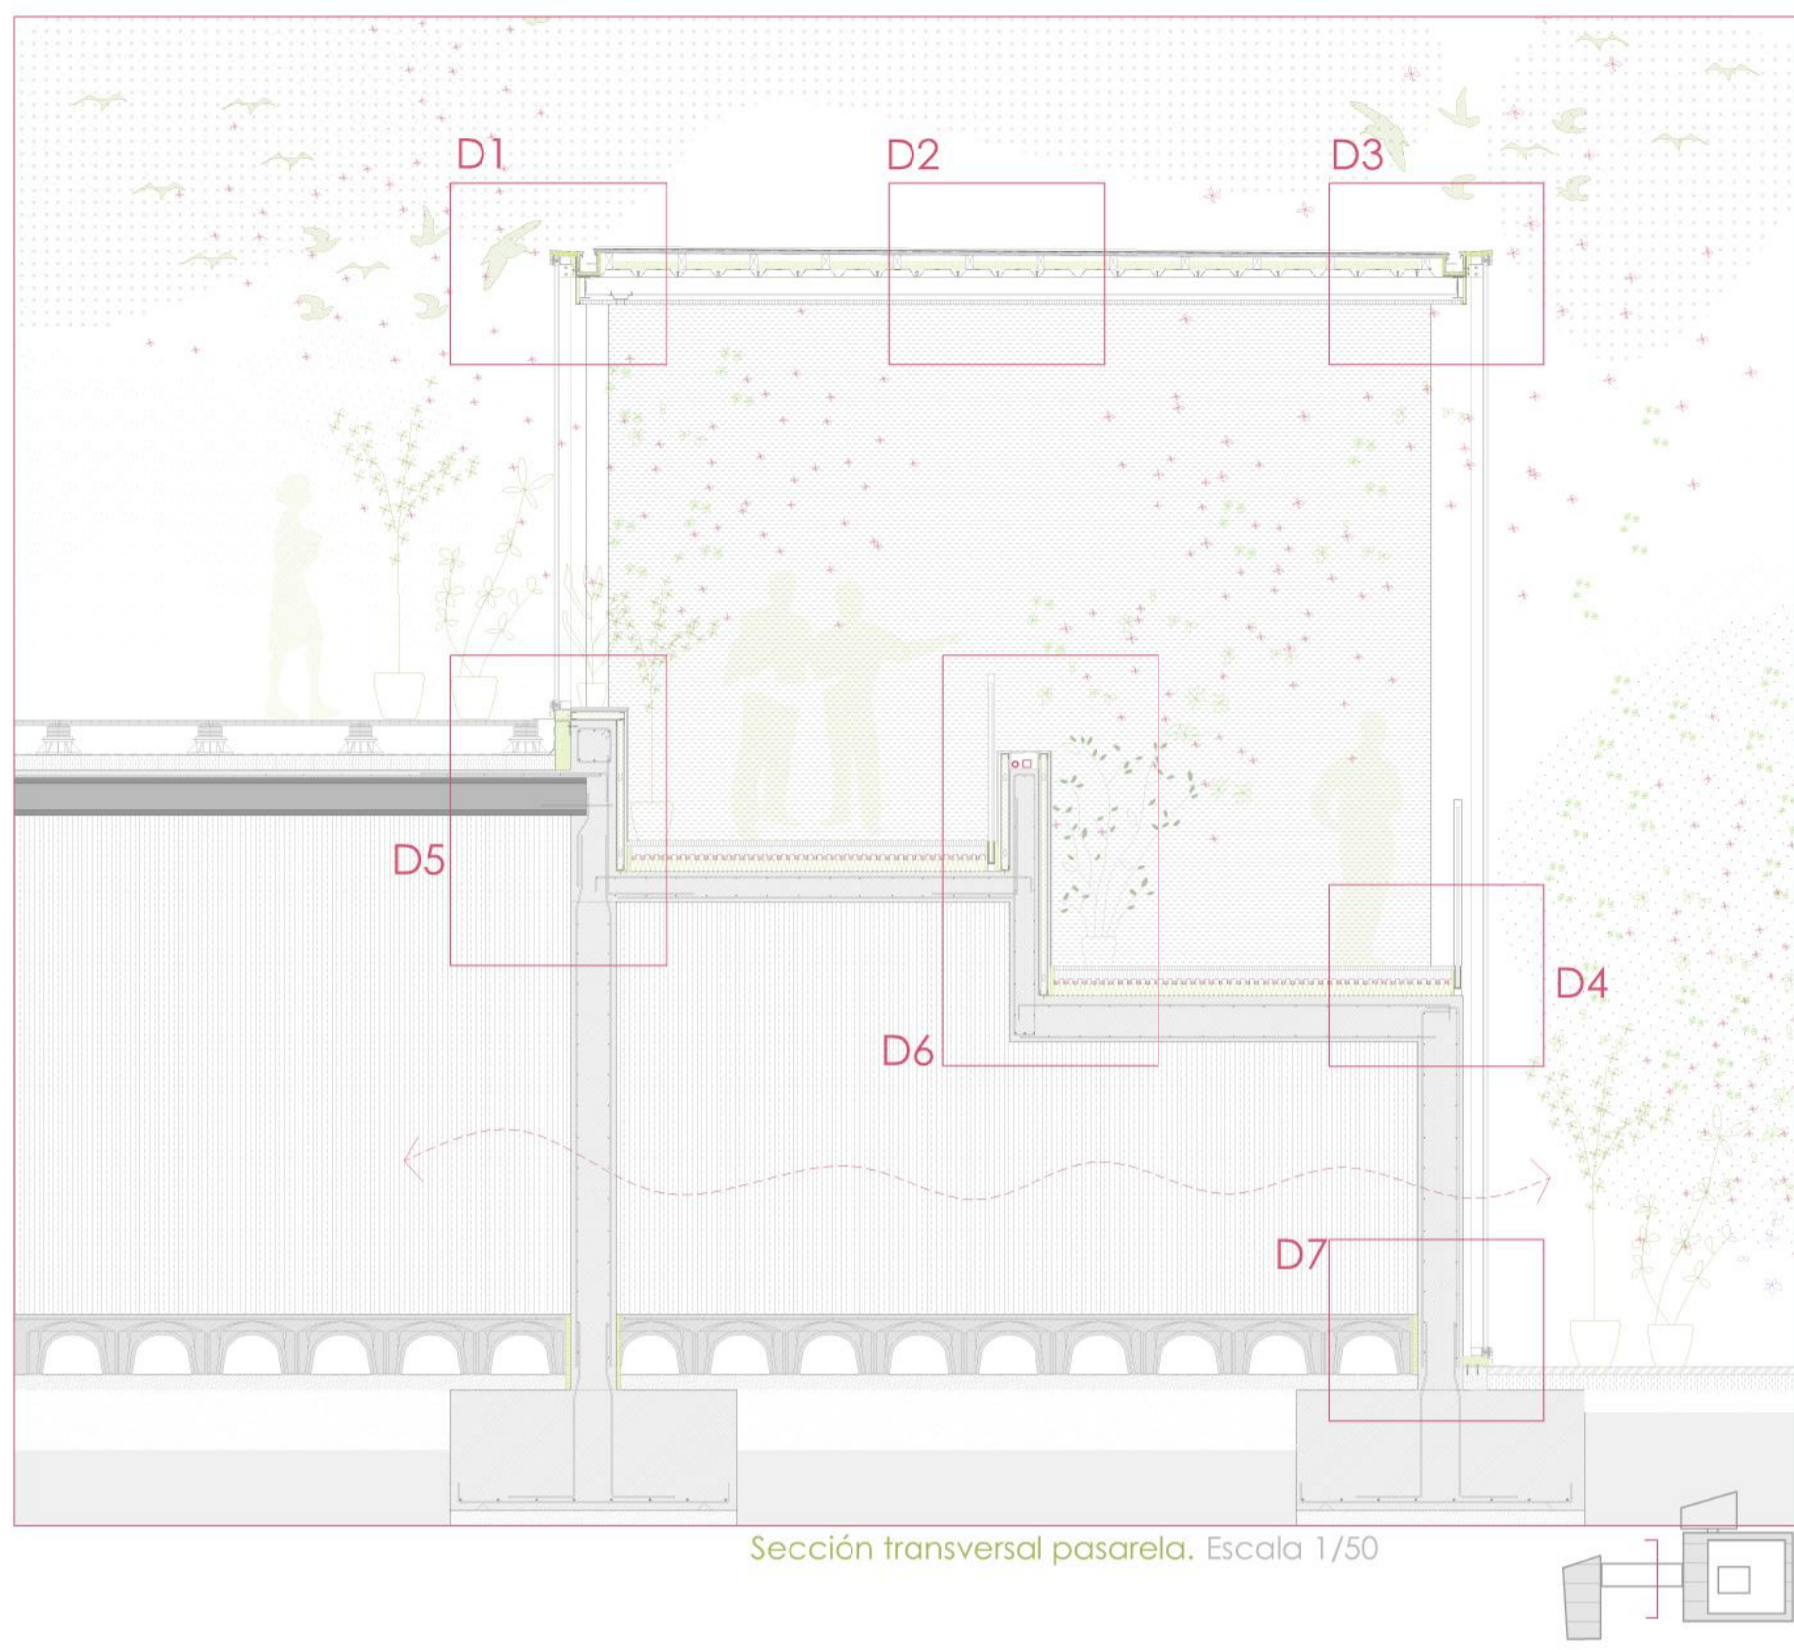 D1
D2
D3
D5
D4
D6
D7
Sección transversal pasarela. Escala 1/50